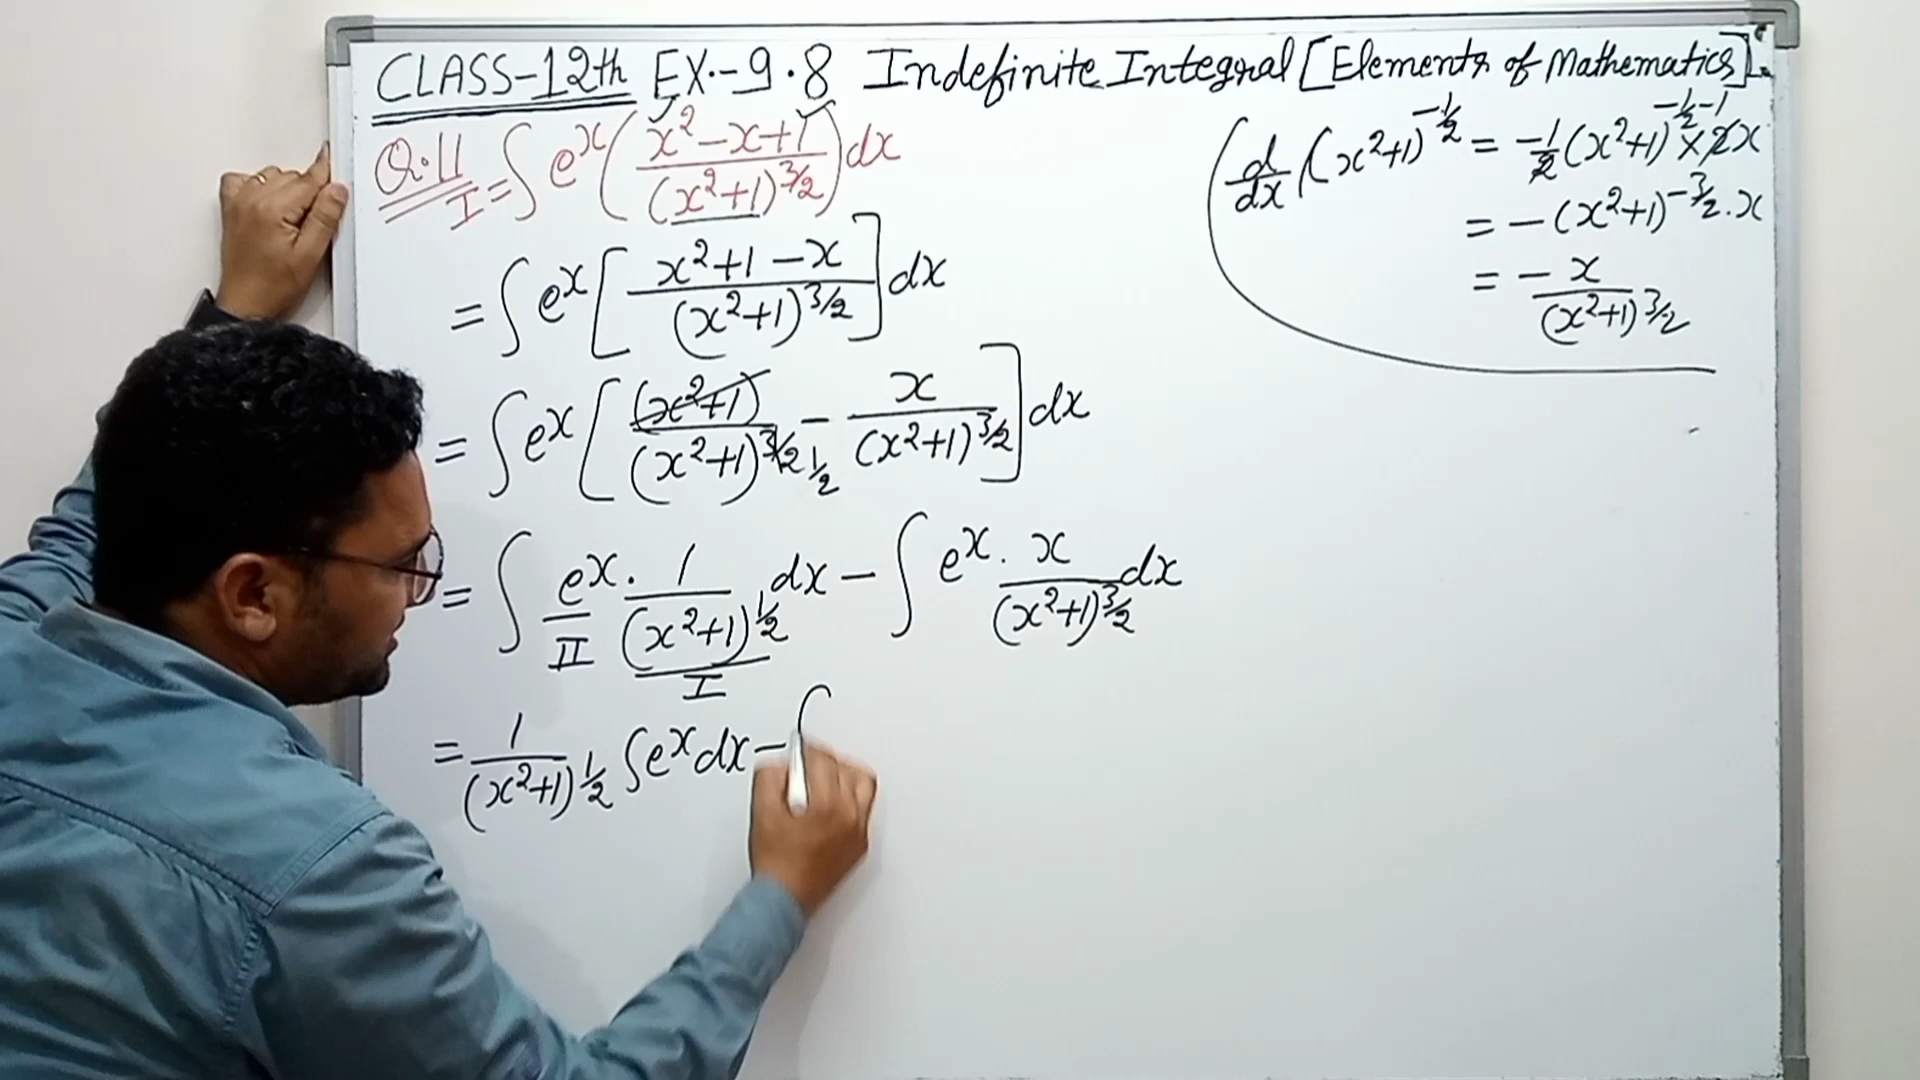 CLASS-12th EX.-9.8 Indefinite Integral [Elements of Mathematics].
Q.11 I = ∫ e^x ( (x^2-x+1) / (x^2+1)^{3/2} ) dx
= ∫ e^x [ (x^2+1-x) / (x^2+1)^{3/2} ] dx
= ∫ e^x [ (x^2+1) / (x^2+1)^{3/2 1/2} - x / (x^2+1)^{3/2} ] dx
= ∫ e^x . 1 / (x^2+1)^{1/2} dx - ∫ e^x . x / (x^2+1)^{3/2} dx
II I
= 1 / (x^2+1)^{1/2} ∫ e^x dx - ∫
d/dx (x^2+1)^{-1/2} = -1/2 (x^2+1)^{-1/2-1} × 2x
= -(x^2+1)^{-3/2} . x
= - x / (x^2+1)^{3/2}